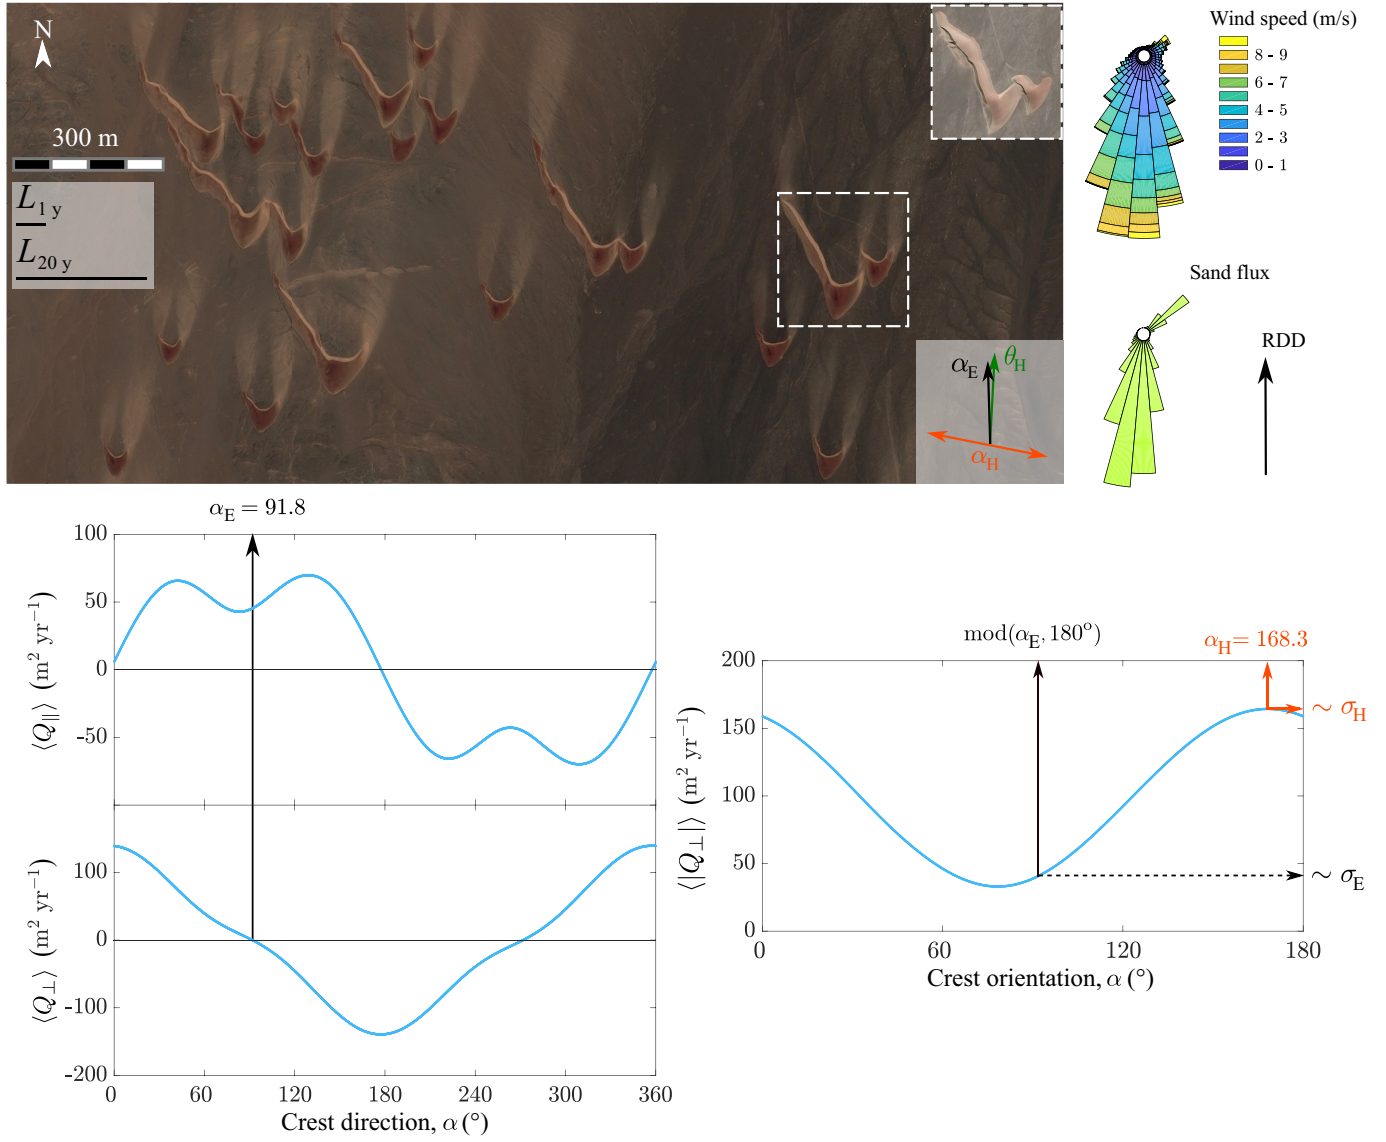 N
300 m
L1 y
L20 y
αE
θH
αH
Wind speed (m/s)
8 - 9
6 - 7
4 - 5
2 - 3
0 - 1
Sand flux
RDD
αE = 91.8
100
50
0
-50
⟨Q∥⟩ (m² yr⁻¹)
100
0
-100
-200
⟨Q⊥⟩ (m² yr⁻¹)
0 60 120 180 240 300 360
Crest direction, α (°)
mod(αE, 180°)
αH = 168.3
200
150
100
50
0
⟨|Q⊥|⟩ (m² yr⁻¹)
∼ σH
∼ σE
0 60 120 180
Crest orientation, α (°)